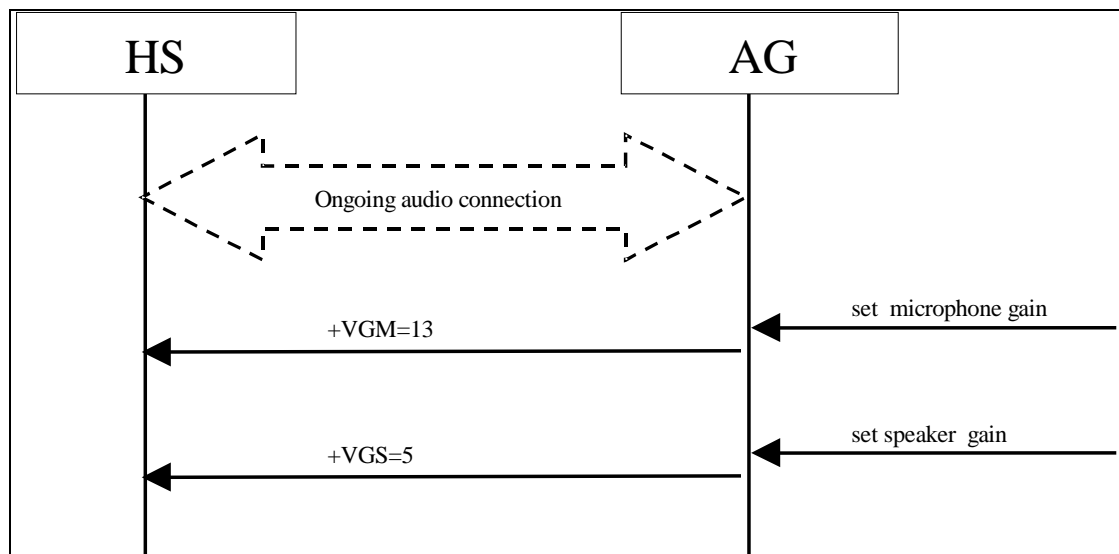 HS
AG
Ongoing audio connection
set microphone gain
+VGM=13
set speaker gain
+VGS=5